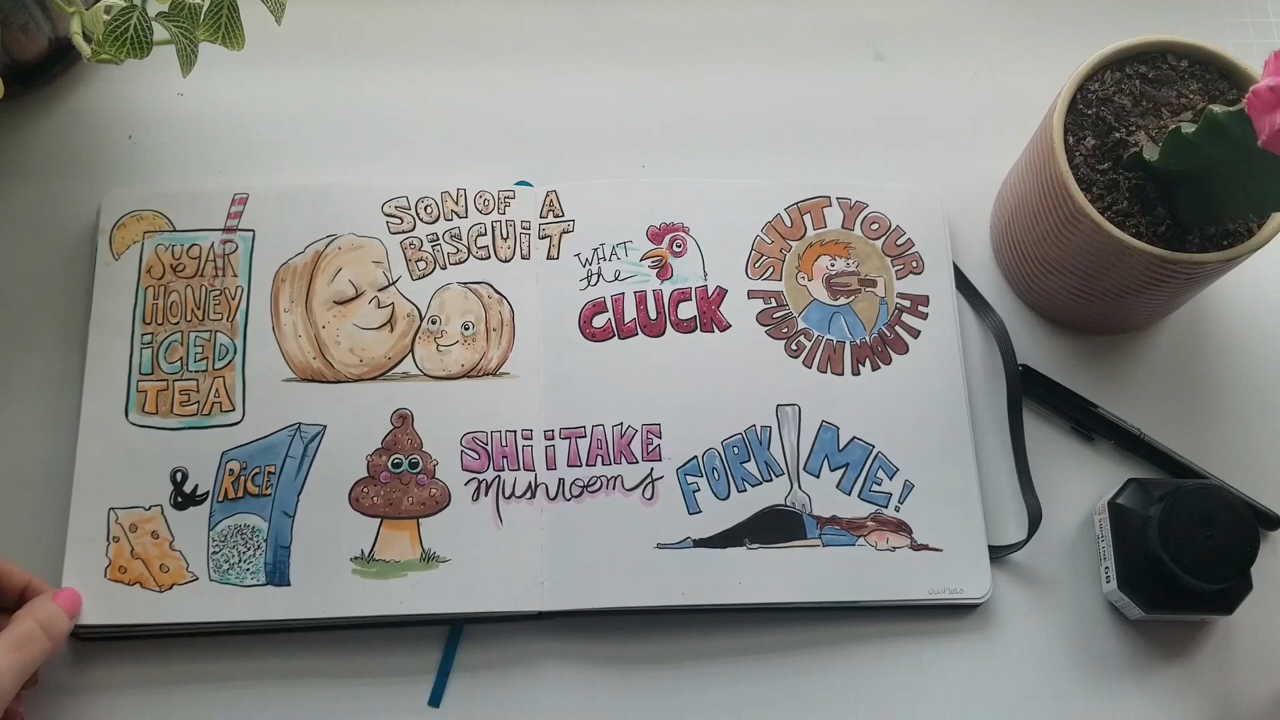 SUGAR
HONEY
iCED
TEA
SON OF A
BiSCUiT
WHAT
the
CLUCK
SHUT YOUR
FUDGIN MOUTH
&
RiCE
SHiiTAKE
mushrooms
FORK ME!